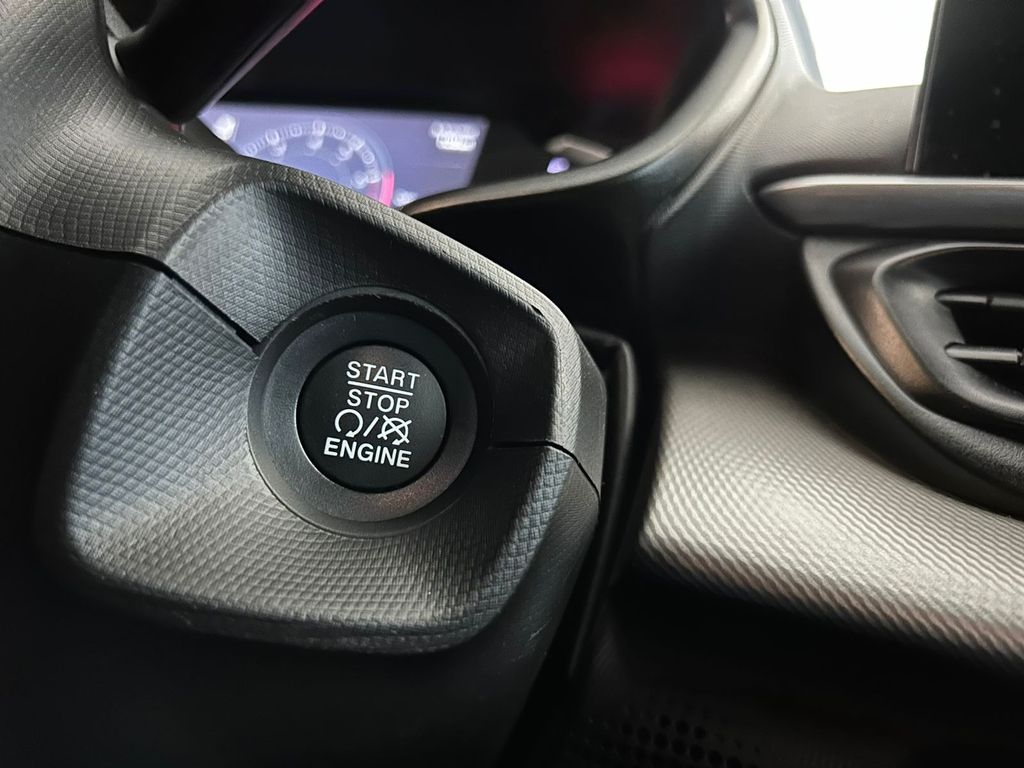 START
STOP
/
ENGINE